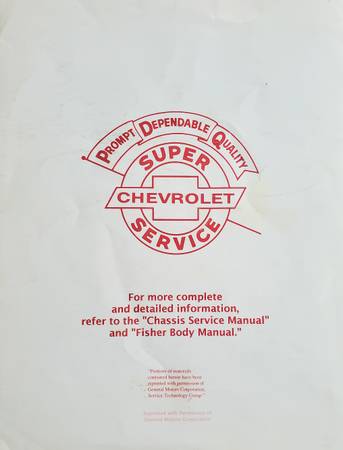 PROMPT DEPENDABLE QUALITY
SUPER
CHEVROLET
SERVICE
For more complete
and detailed information,
refer to the "Chassis Service Manual"
and "Fisher Body Manual."
"Portions of materials
contained herein have been
reprinted with permission of
General Motors Corporation,
Service Technology Group"
Reprinted with Permission of
General Motors Corporation